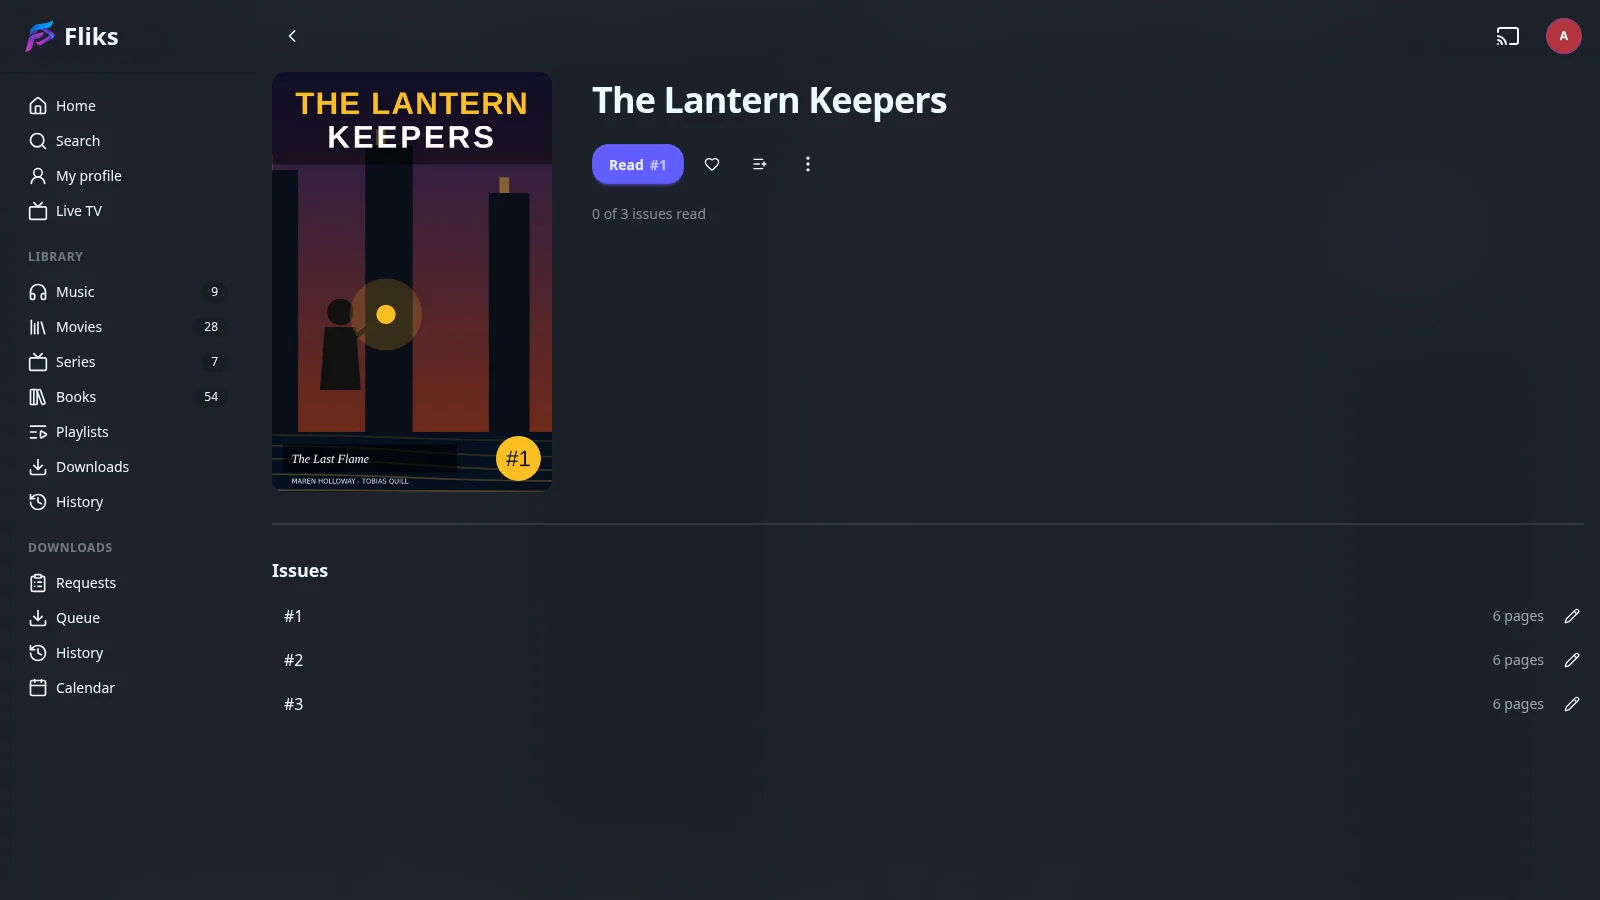 Fliks
Home
Search
My profile
Live TV
LIBRARY
Music 9
Movies 28
Series 7
Books 54
Playlists
Downloads
History
DOWNLOADS
Requests
Queue
History
Calendar
A
THE LANTERN
KEEPERS
The Last Flame
#1
MAREN HOLLOWAY · TOBIAS QUILL
The Lantern Keepers
Read #1
0 of 3 issues read
Issues
#1 6 pages
#2 6 pages
#3 6 pages